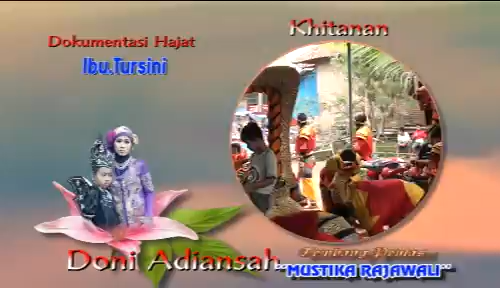 Dokumentasi Hajat
Ibu.Tursini
Khitanan
Doni Adiansah
"MUSTIKA RAJAWALI"